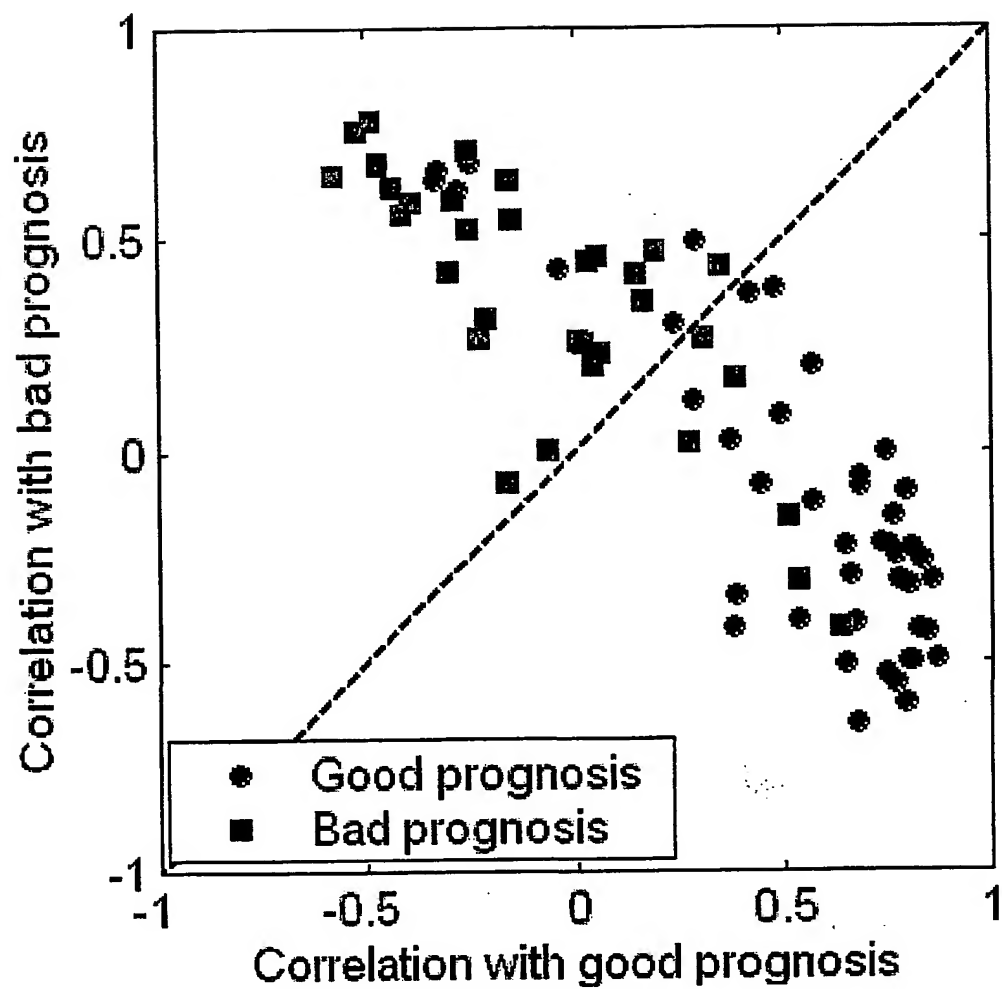 1
0.5
0
-0.5
-1
Correlation with bad prognosis
Good prognosis
Bad prognosis
-1
-0.5
0
0.5
1
Correlation with good prognosis